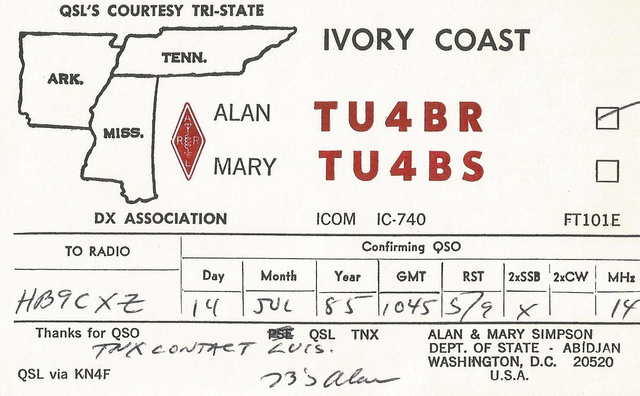 QSL'S COURTESY TRI-STATE
IVORY COAST
TENN.
ARK.
MISS.
ALAN TU4BR
MARY TU4BS
DX ASSOCIATION ICOM IC-740 FT101E
TO RADIO Confirming QSO
Day Month Year GMT RST 2xSSB 2xCW MHz
HB9CXZ 14 JUL 85 1045 5/9 X 14
Thanks for QSO PSE QSL TNX ALAN & MARY SIMPSON
TNX CONTACT LUIS. DEPT. OF STATE - ABIDJAN
WASHINGTON, D.C. 20520
QSL via KN4F 73's Alan U.S.A.